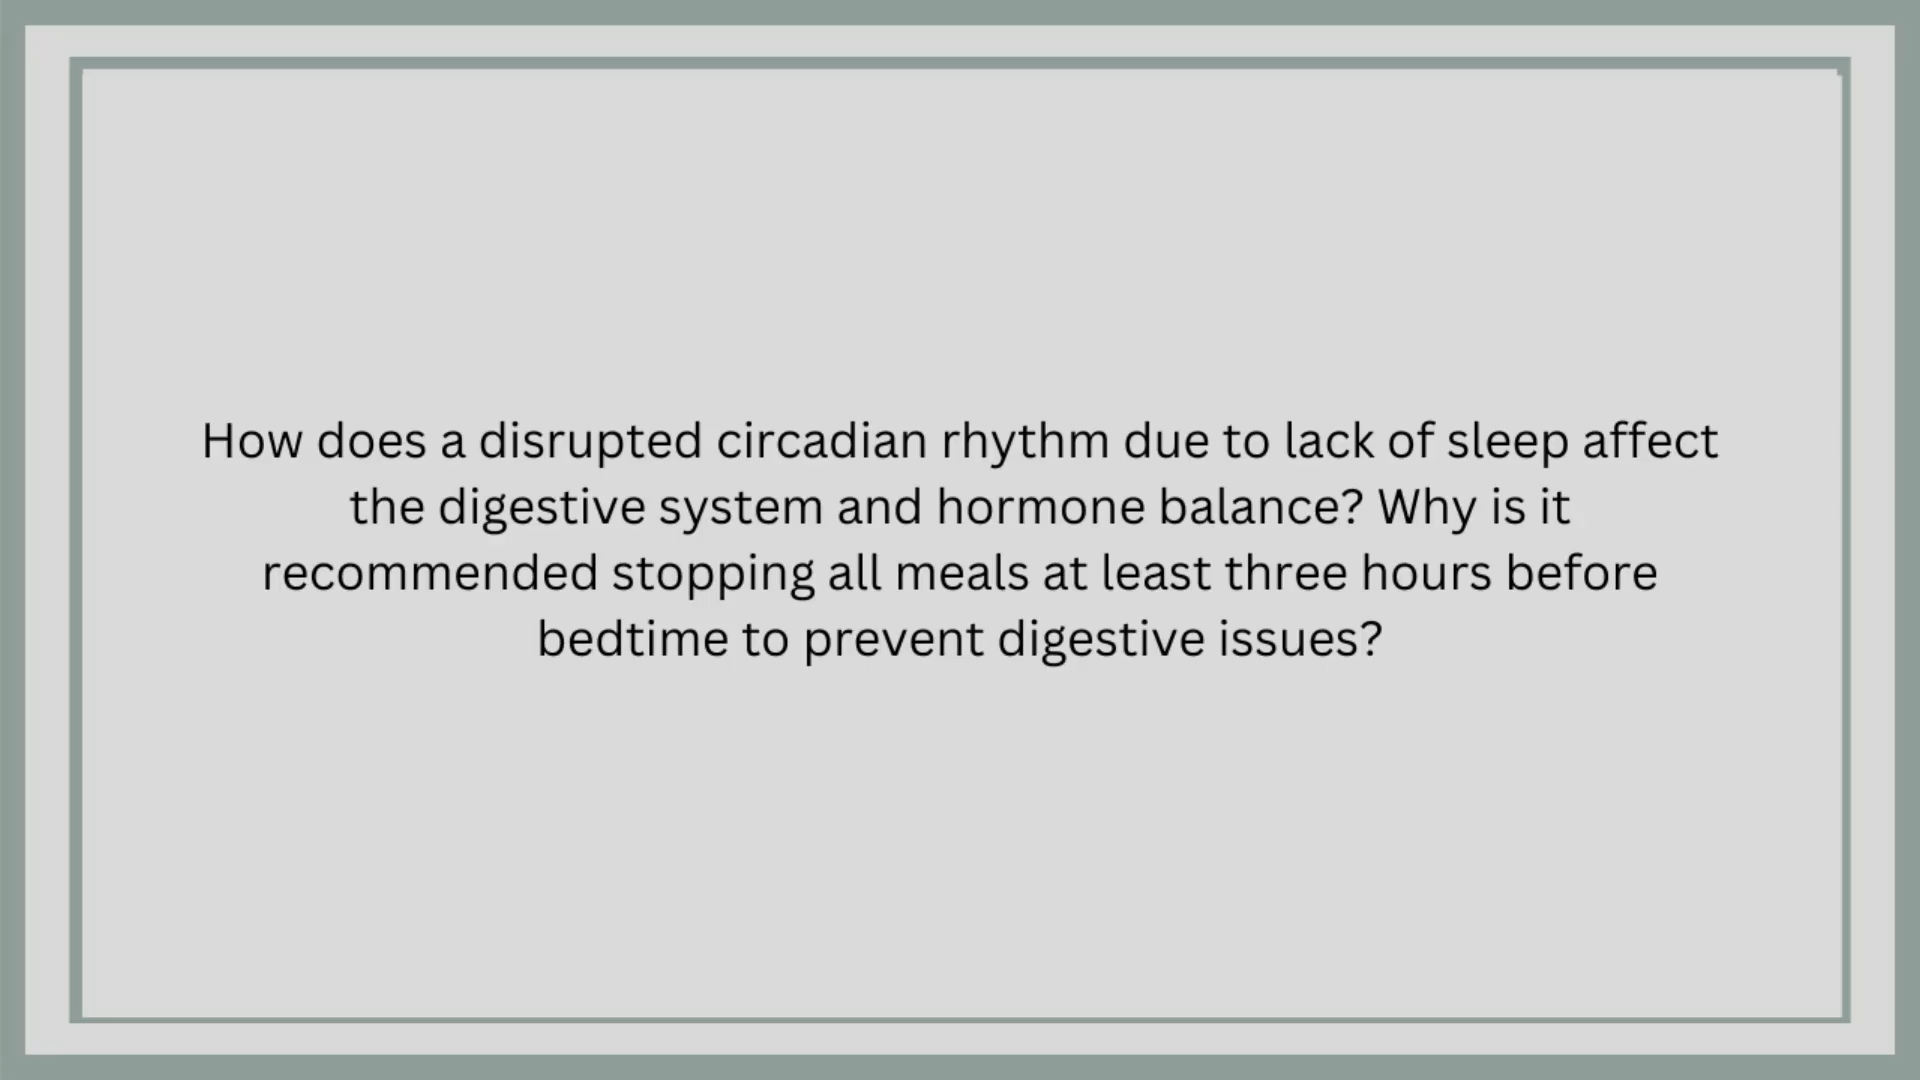 How does a disrupted circadian rhythm due to lack of sleep affect
the digestive system and hormone balance? Why is it
recommended stopping all meals at least three hours before
bedtime to prevent digestive issues?